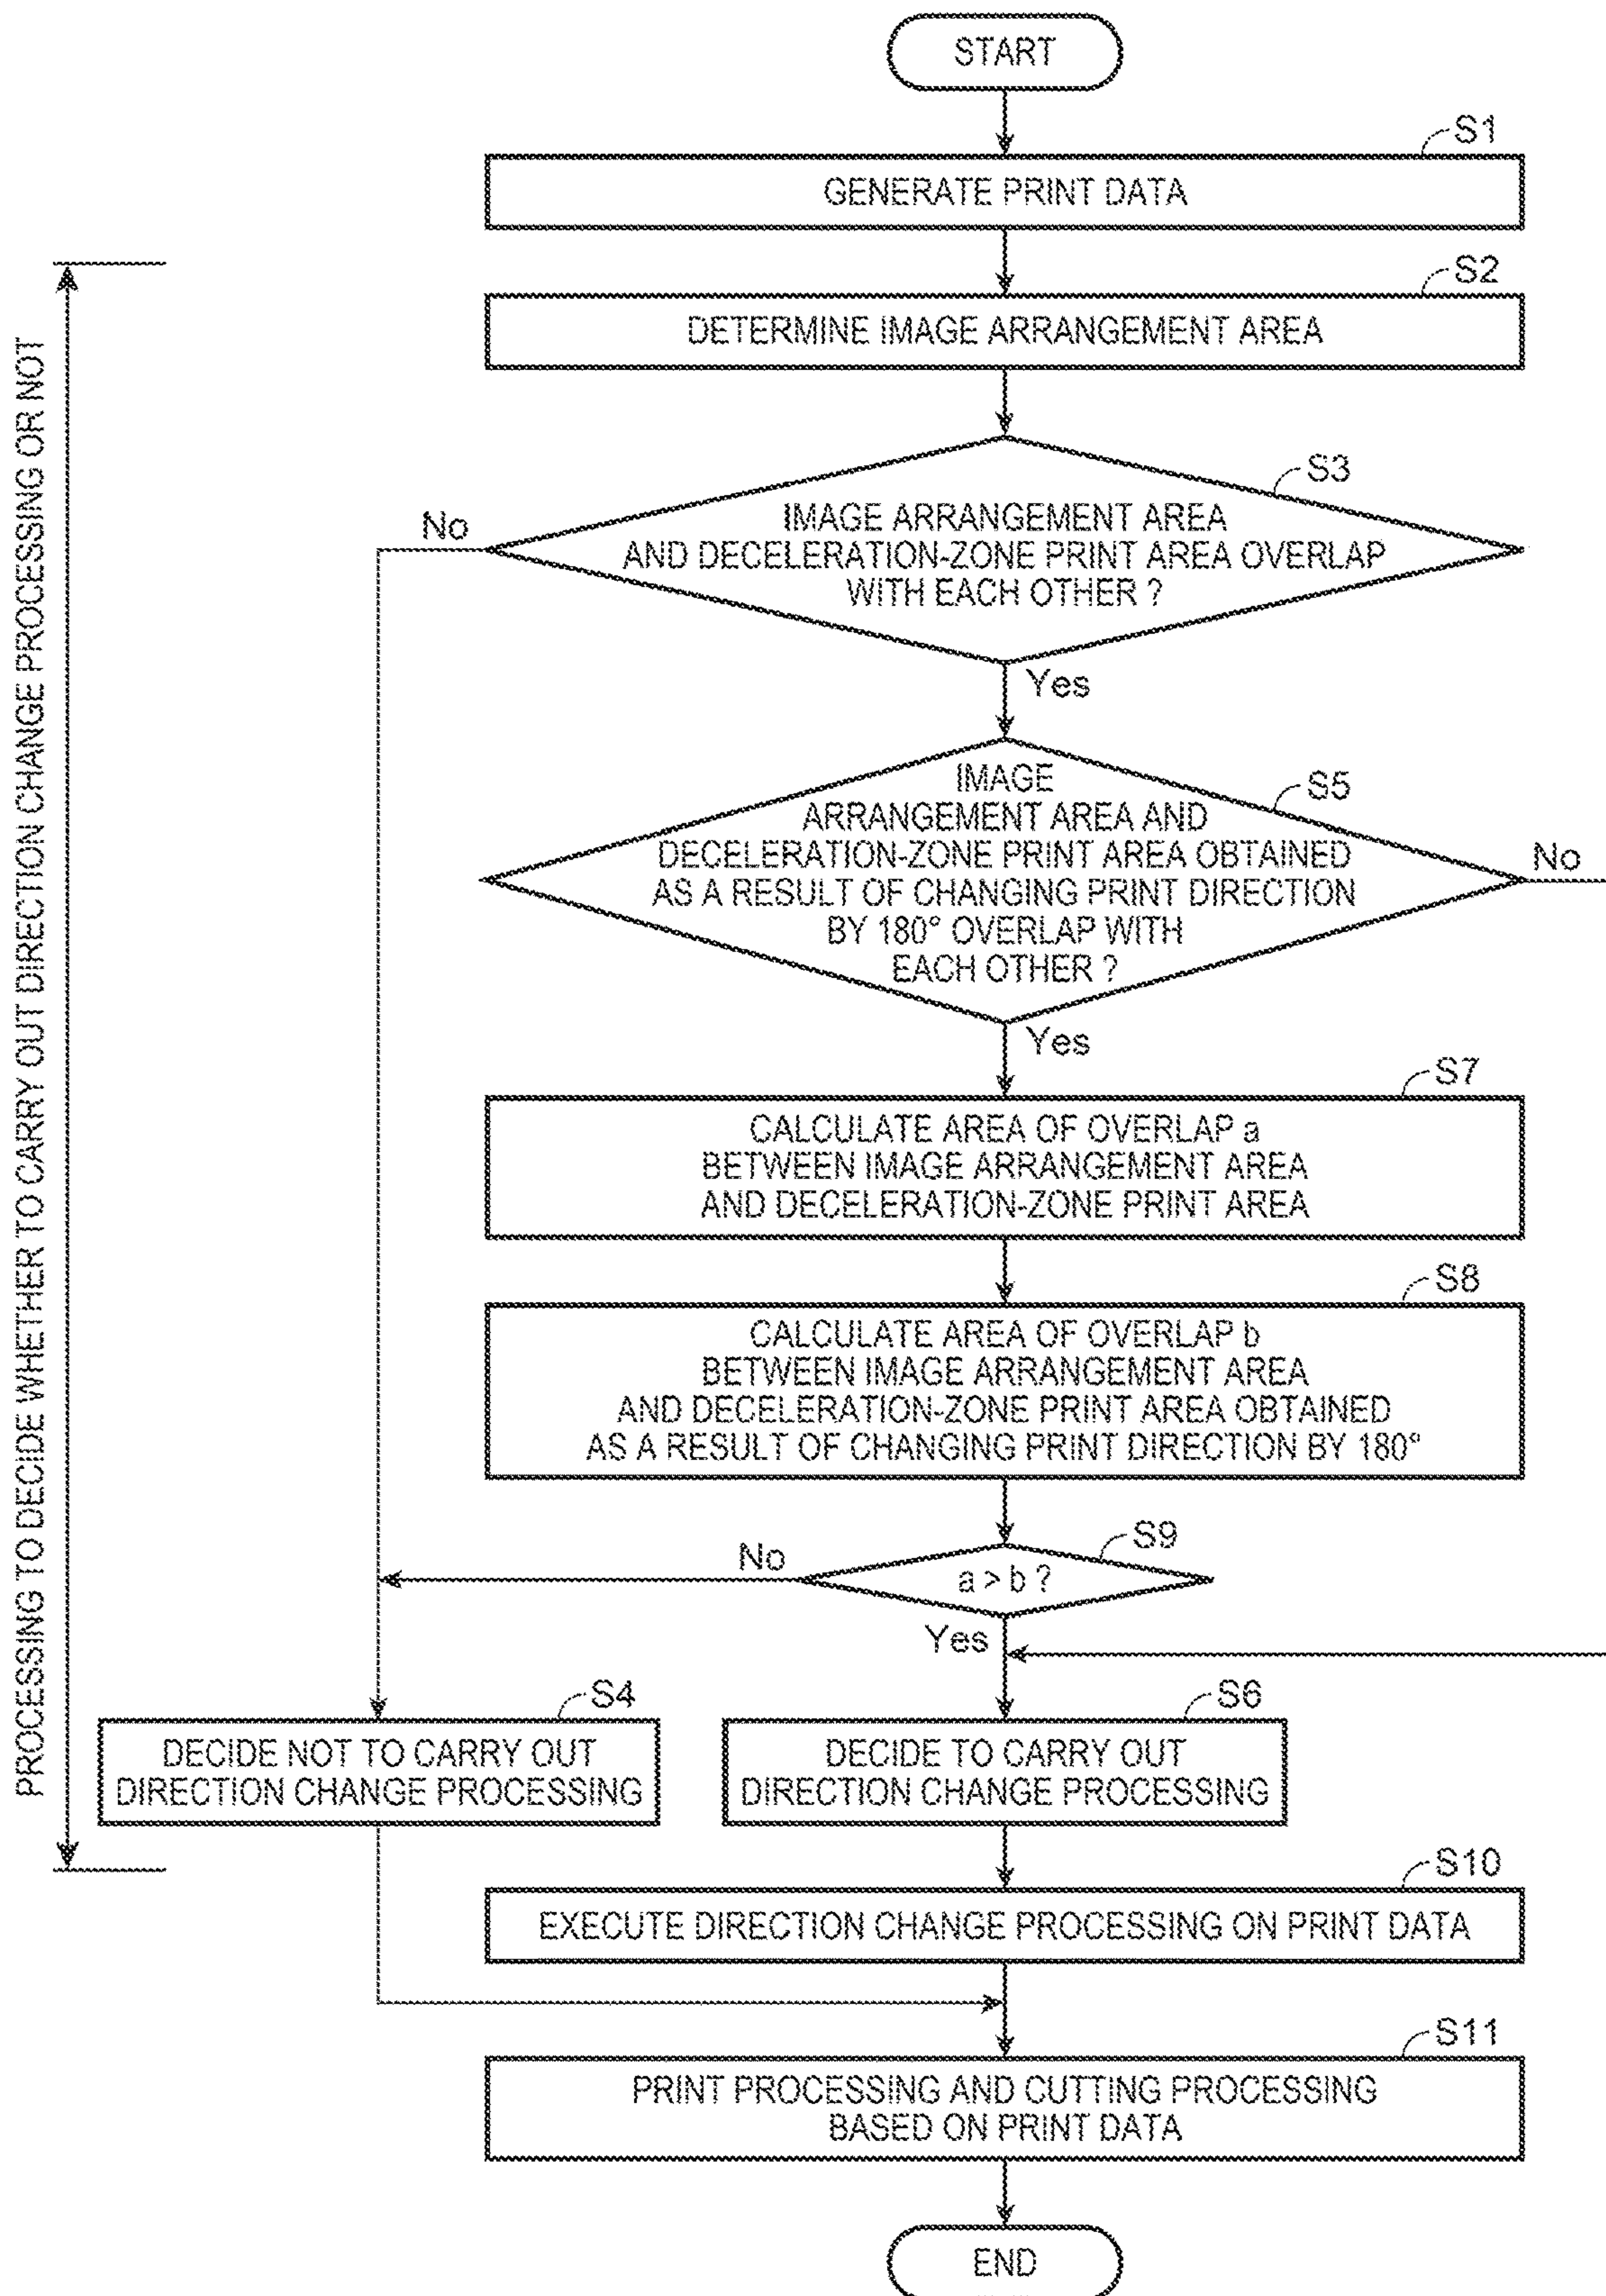 START
S1
GENERATE PRINT DATA
S2
DETERMINE IMAGE ARRANGEMENT AREA
S3
IMAGE ARRANGEMENT AREA
AND DECELERATION-ZONE PRINT AREA OVERLAP
WITH EACH OTHER ?
No
Yes
S5
IMAGE
ARRANGEMENT AREA AND
DECELERATION-ZONE PRINT AREA OBTAINED
AS A RESULT OF CHANGING PRINT DIRECTION
BY 180° OVERLAP WITH
EACH OTHER ?
No
Yes
S7
CALCULATE AREA OF OVERLAP a
BETWEEN IMAGE ARRANGEMENT AREA
AND DECELERATION-ZONE PRINT AREA
S8
CALCULATE AREA OF OVERLAP b
BETWEEN IMAGE ARRANGEMENT AREA
AND DECELERATION-ZONE PRINT AREA OBTAINED
AS A RESULT OF CHANGING PRINT DIRECTION BY 180°
S9
a > b ?
No
Yes
S4
DECIDE NOT TO CARRY OUT
DIRECTION CHANGE PROCESSING
S6
DECIDE TO CARRY OUT
DIRECTION CHANGE PROCESSING
S10
EXECUTE DIRECTION CHANGE PROCESSING ON PRINT DATA
S11
PRINT PROCESSING AND CUTTING PROCESSING
BASED ON PRINT DATA
END
PROCESSING TO DECIDE WHETHER TO CARRY OUT DIRECTION CHANGE PROCESSING OR NOT